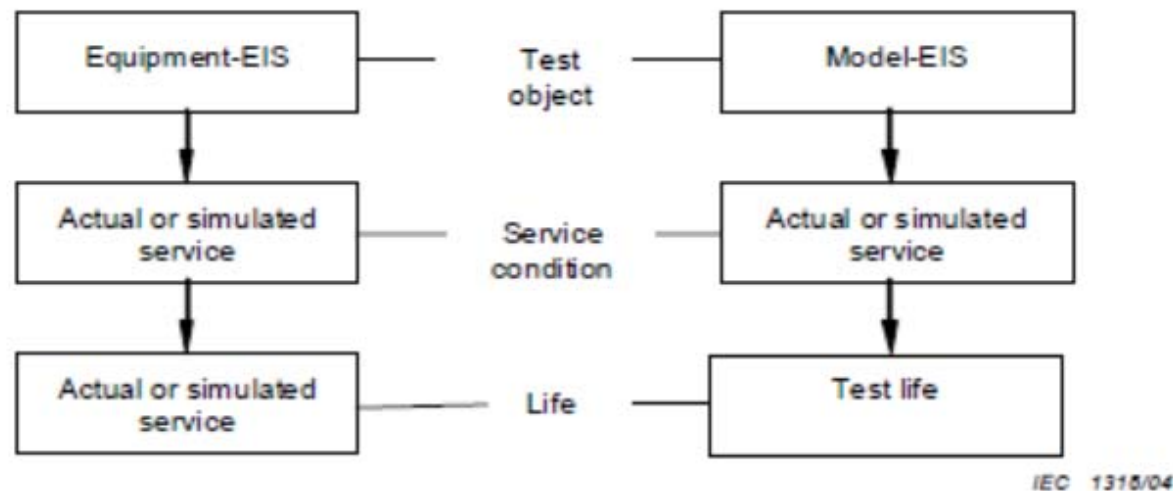 Equipment-EIS
Test
object
Model-EIS
Actual or simulated
service
Service
condition
Actual or simulated
service
Actual or simulated
service
Life
Test life
IEC 1318/04